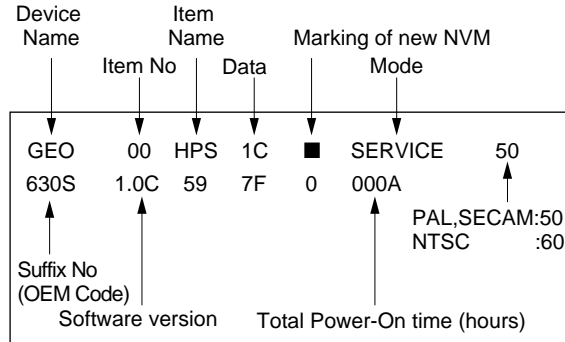 Device Name
Item Name
Item No
Data
Marking of new NVM
Mode
GEO 00 HPS 1C ■ SERVICE 50
630S 1.0C 59 7F 0 000A
PAL,SECAM:50
NTSC :60
Suffix No
(OEM Code)
Software version
Total Power-On time (hours)